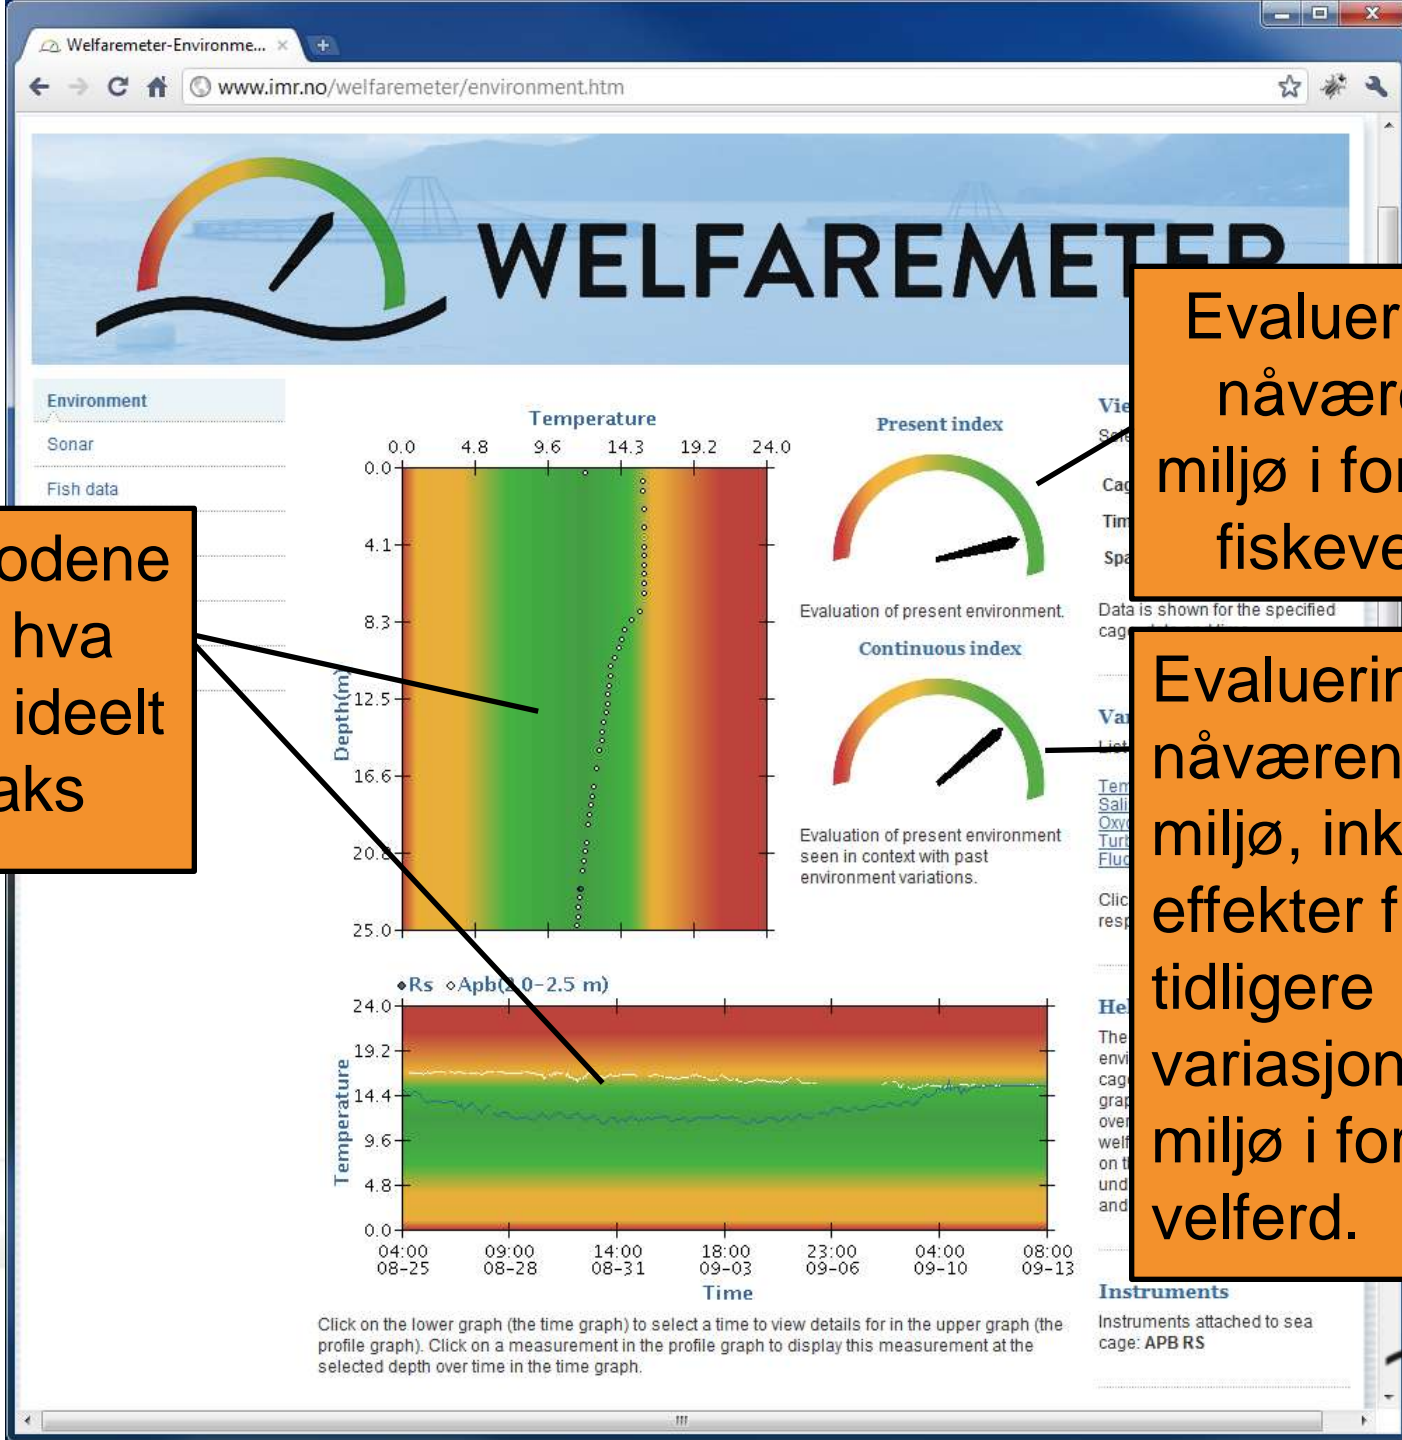 Welfaremeter-Environme...
www.imr.no/welfaremeter/environment.htm
WELFAREMETER
Environment
Sonar
Fish data
odene
hva
ideelt
aks
Temperature
0.0 4.8 9.6 14.3 19.2 24.0
0.0
4.1
8.3
12.5
16.6
20.8
25.0
Depth(m)
Present index
Evaluation of present environment.
Continuous index
Evaluation of present environment
seen in context with past
environment variations.
Evaluer
nåvære
miljø i for
fiskeve
Data is shown for the specified
Evaluerin
nåværen
miljø, ink
effekter f
tidligere
variasjon
miljø i for
velferd.
Rs Apb(2.0-2.5 m)
24.0
19.2
14.4
9.6
4.8
0.0
Temperature
04:00 09:00 14:00 18:00 23:00 04:00 08:00
08-25 08-28 08-31 09-03 09-06 09-10 09-13
Time
Click on the lower graph (the time graph) to select a time to view details for in the upper graph (the
profile graph). Click on a measurement in the profile graph to display this measurement at the
selected depth over time in the time graph.
Instruments
Instruments attached to sea
cage: APB RS